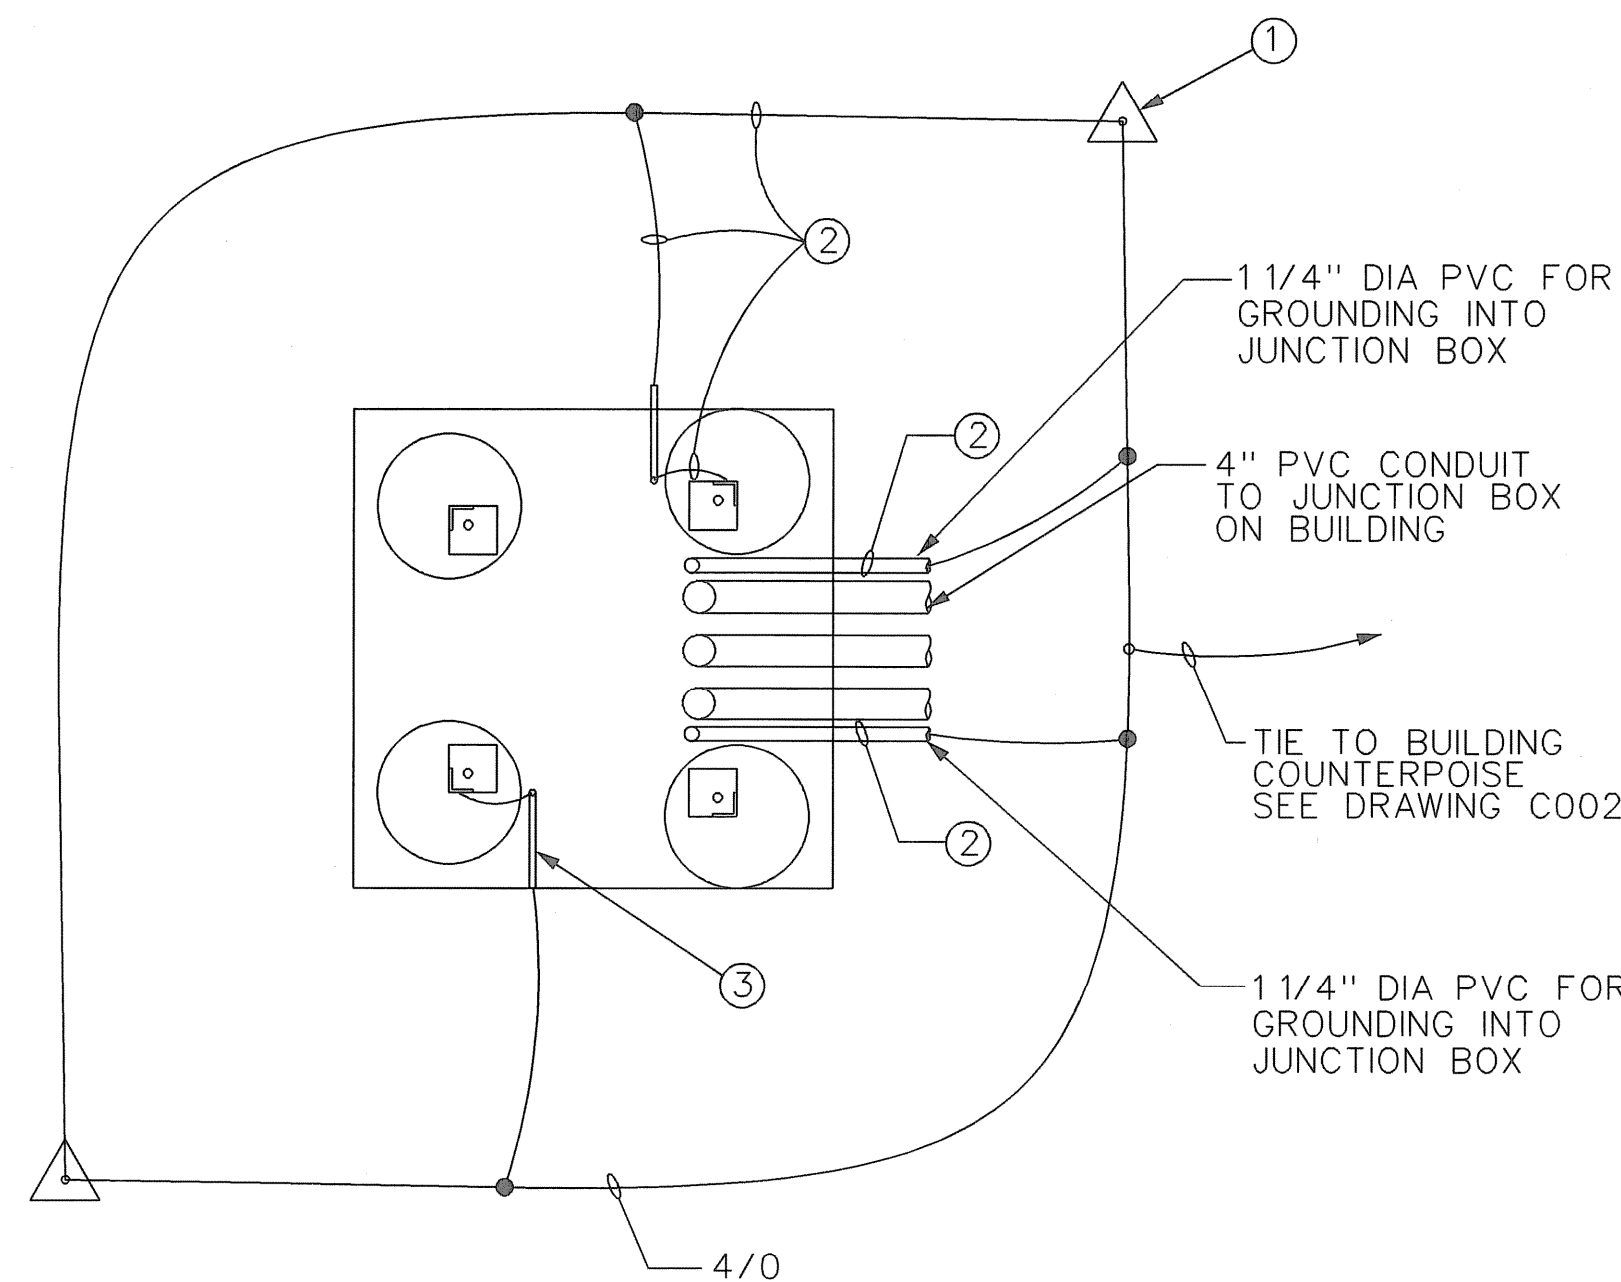 1
2
1 1/4" DIA PVC FOR
GROUNDING INTO
JUNCTION BOX
2
4" PVC CONDUIT
TO JUNCTION BOX
ON BUILDING
TIE TO BUILDING
COUNTERPOISE
SEE DRAWING C002
2
3
1 1/4" DIA PVC FOR
GROUNDING INTO
JUNCTION BOX
4/0